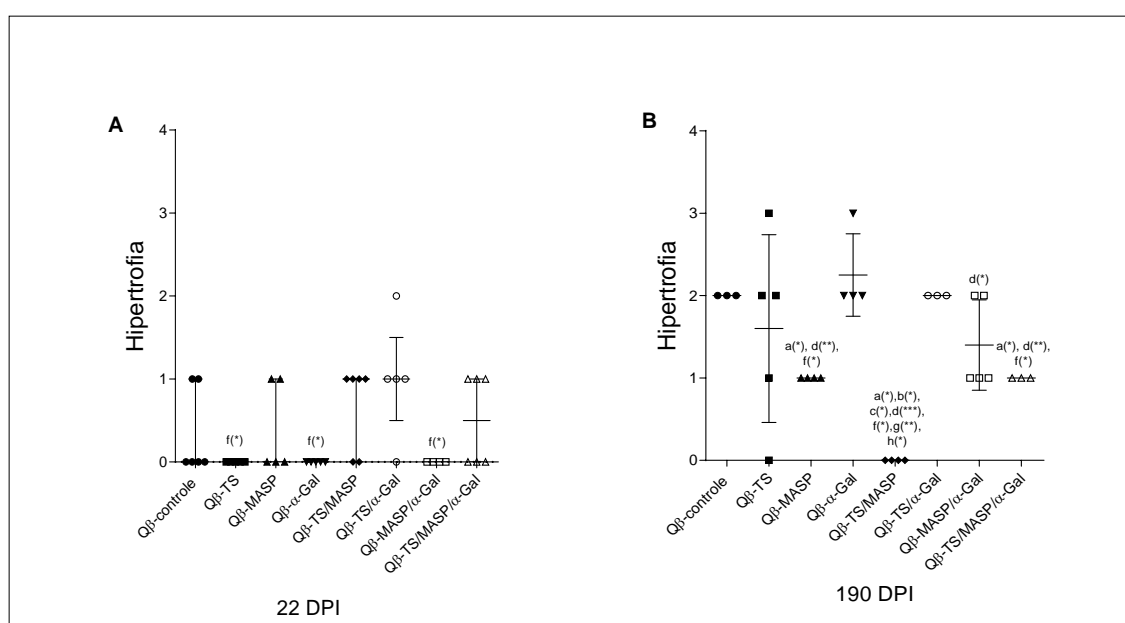 A
Hipertrofia
4
3
2
1
0
f(*)
f(*)
f(*)
Qβ-controle
Qβ-TS
Qβ-MASP
Qβ-α-Gal
Qβ-TS/MASP
Qβ-TS/α-Gal
Qβ-MASP/α-Gal
Qβ-TS/MASP/α-Gal
22 DPI
B
Hipertrofia
4
3
2
1
0
a(*), d(**),
f(*)
a(*),b(*),
c(*),d(***),
f(*),g(**),
h(*)
d(*)
a(*), d(**),
f(*)
Qβ-controle
Qβ-TS
Qβ-MASP
Qβ-α-Gal
Qβ-TS/MASP
Qβ-TS/α-Gal
Qβ-MASP/α-Gal
Qβ-TS/MASP/α-Gal
190 DPI